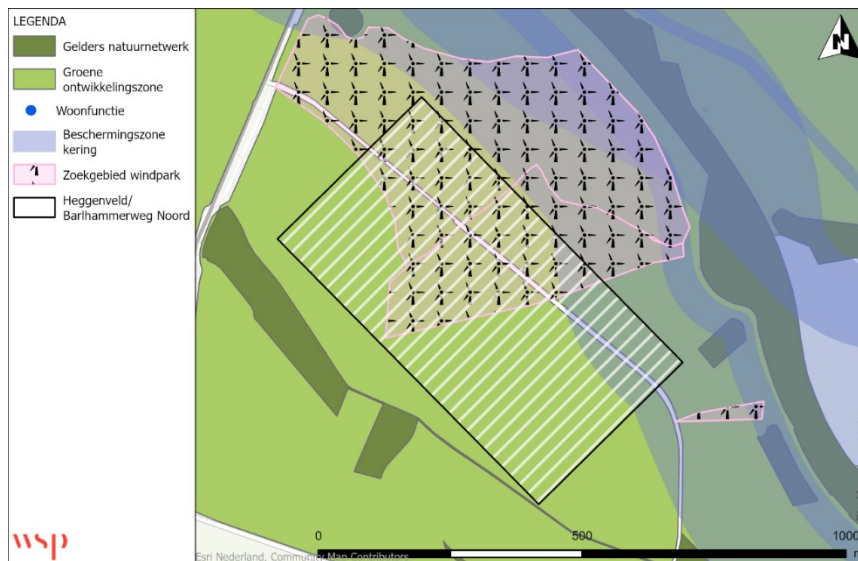 LEGENDA
Gelders natuurnetwerk
Groene
ontwikkelingszone
Woonfunctie
Beschermingszone
kering
Zoekgebied windpark
Heggenveld/
Barlhammerweg Noord
N
wsp
0 500 1000
m
Esri Nederland, Community Map Contributors